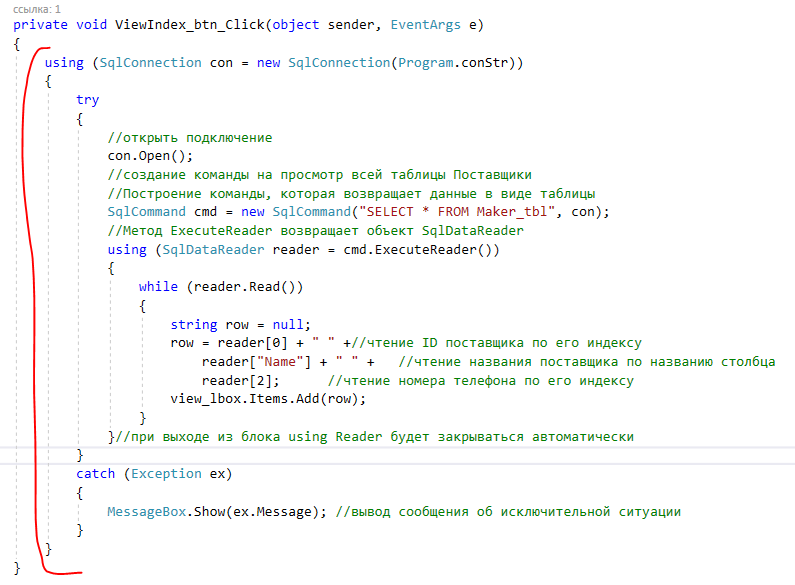 ссылка: 1
private void ViewIndex_btn_Click(object sender, EventArgs e)
{
using (SqlConnection con = new SqlConnection(Program.conStr))
{
try
{
//открыть подключение
con.Open();
//создание команды на просмотр всей таблицы Поставщики
//Построение команды, которая возвращает данные в виде таблицы
SqlCommand cmd = new SqlCommand("SELECT * FROM Maker_tbl", con);
//Метод ExecuteReader возвращает объект SqlDataReader
using (SqlDataReader reader = cmd.ExecuteReader())
{
while (reader.Read())
{
string row = null;
row = reader[0] + " " +//чтение ID поставщика по его индексу
reader["Name"] + " " +   //чтение названия поставщика по названию столбца
reader[2];      //чтение номера телефона по его индексу
view_lbox.Items.Add(row);
}
}//при выходе из блока using Reader будет закрываться автоматически
}
catch (Exception ex)
{
MessageBox.Show(ex.Message); //вывод сообщения об исключительной ситуации
}
}
}